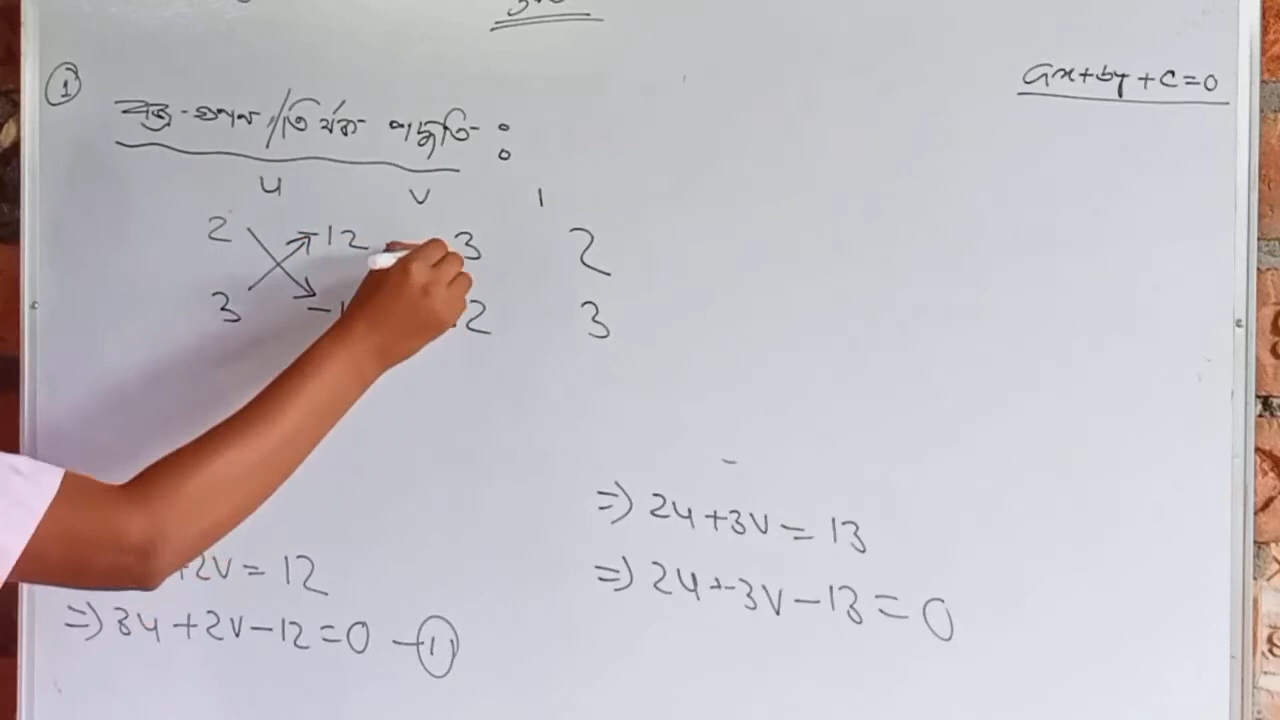 ①
বজ্র-গুণন/তির্যক পদ্ধতি :
ax+by+c=0
u v 1
2 -12 3 2
3 2 3
⇒ 2u+3v = 13
⇒ 2u+3v-13=0
+2v = 12
⇒ 3u+2v-12=0 -①